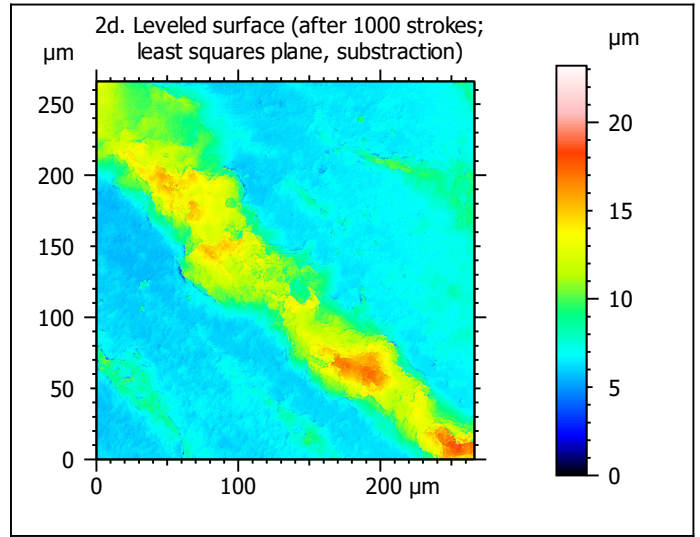 2d. Leveled surface (after 1000 strokes;
least squares plane, substraction)
µm
µm
250
200
150
100
50
0
0
100
200 µm
20
15
10
5
0